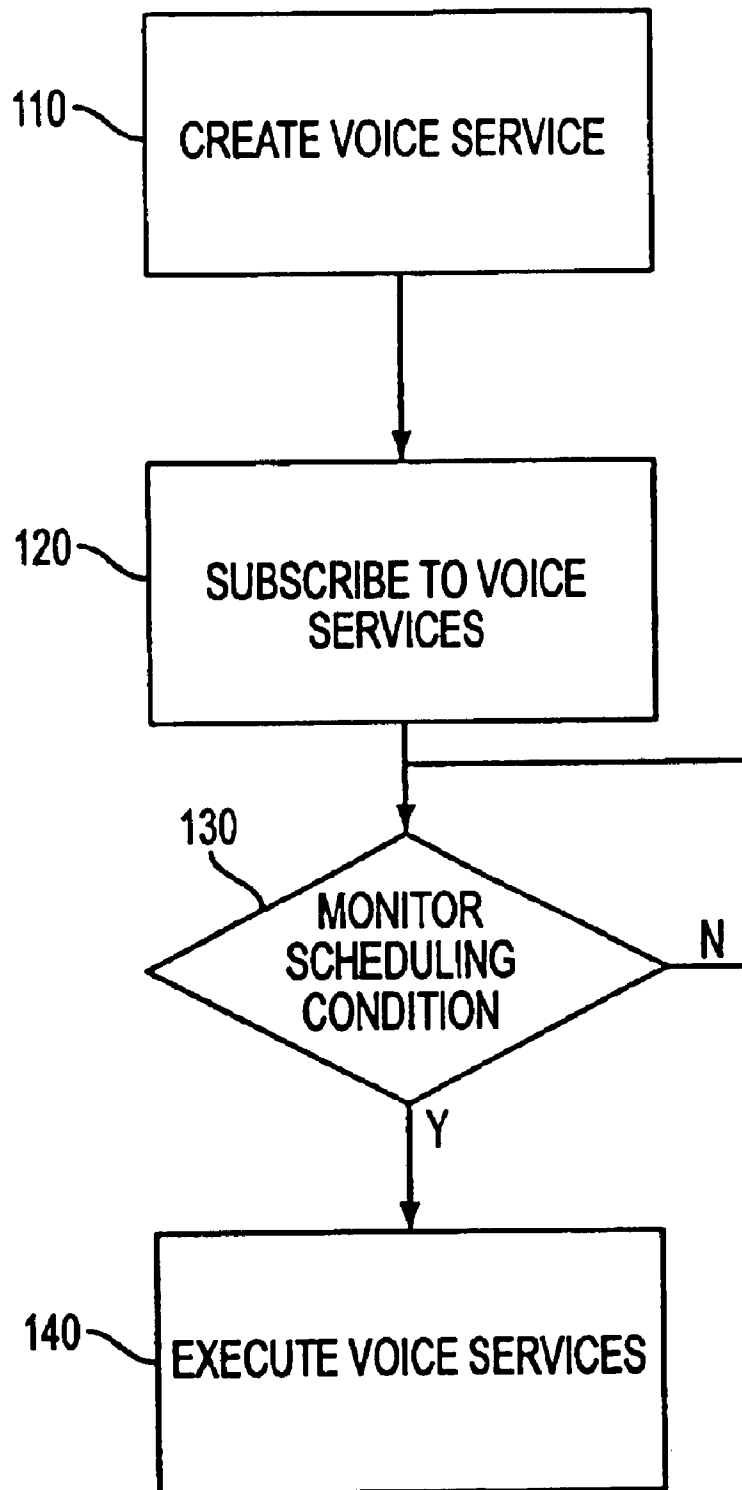 110
CREATE VOICE SERVICE
120
SUBSCRIBE TO VOICE
SERVICES
130
MONITOR
SCHEDULING
CONDITION
N
Y
140
EXECUTE VOICE SERVICES